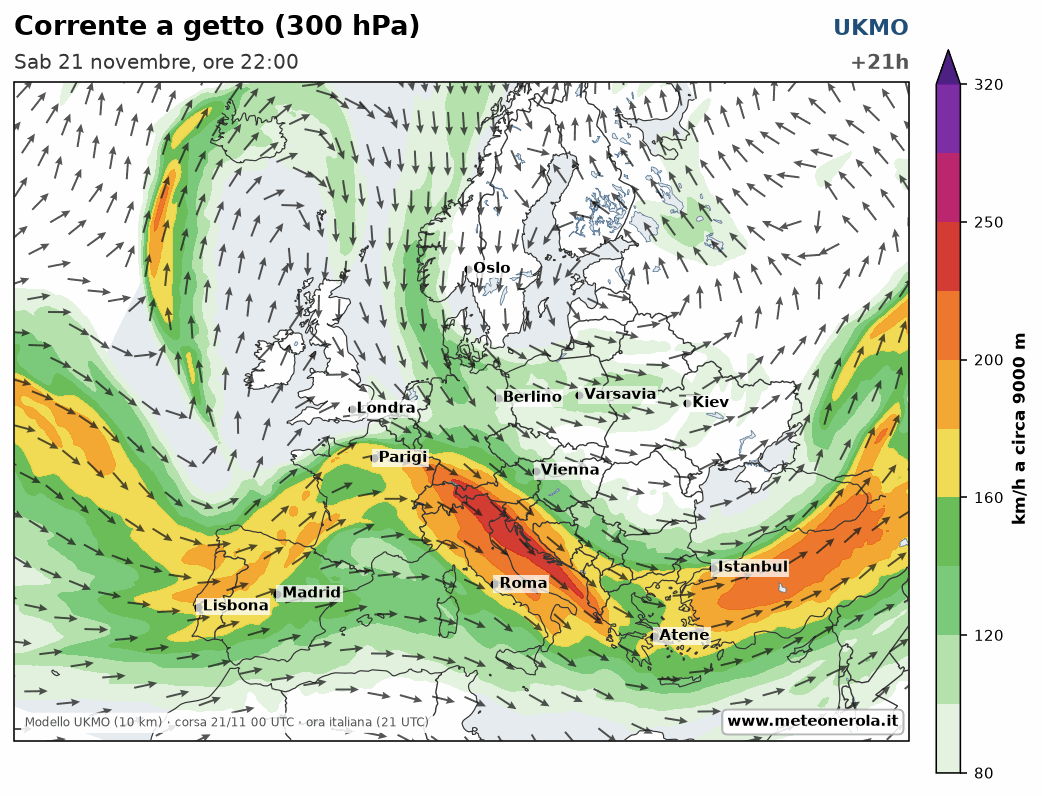 Corrente a getto (300 hPa)
UKMO
Sab 21 novembre, ore 22:00
+21h
320
250
200
160
120
80
km/h a circa 9000 m
Oslo
Berlino
Varsavia
Kiev
Londra
Parigi
Vienna
Istanbul
Roma
Madrid
Lisbona
Atene
Modello UKMO (10 km) · corsa 21/11 00 UTC · ora italiana (21 UTC)
www.meteonerola.it